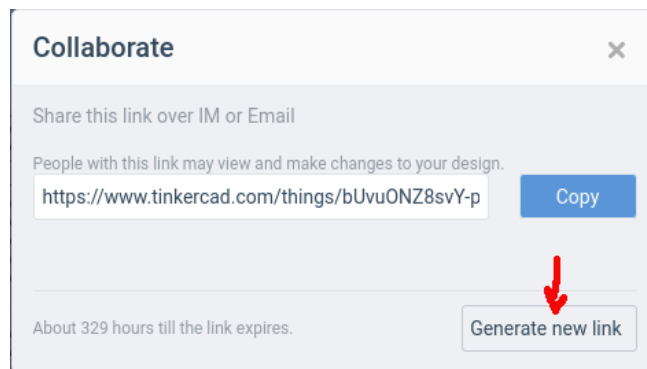 Collaborate
Share this link over IM or Email
People with this link may view and make changes to your design.
https://www.tinkercad.com/things/bUvuONZ8svY-p
Copy
About 329 hours till the link expires.
Generate new link